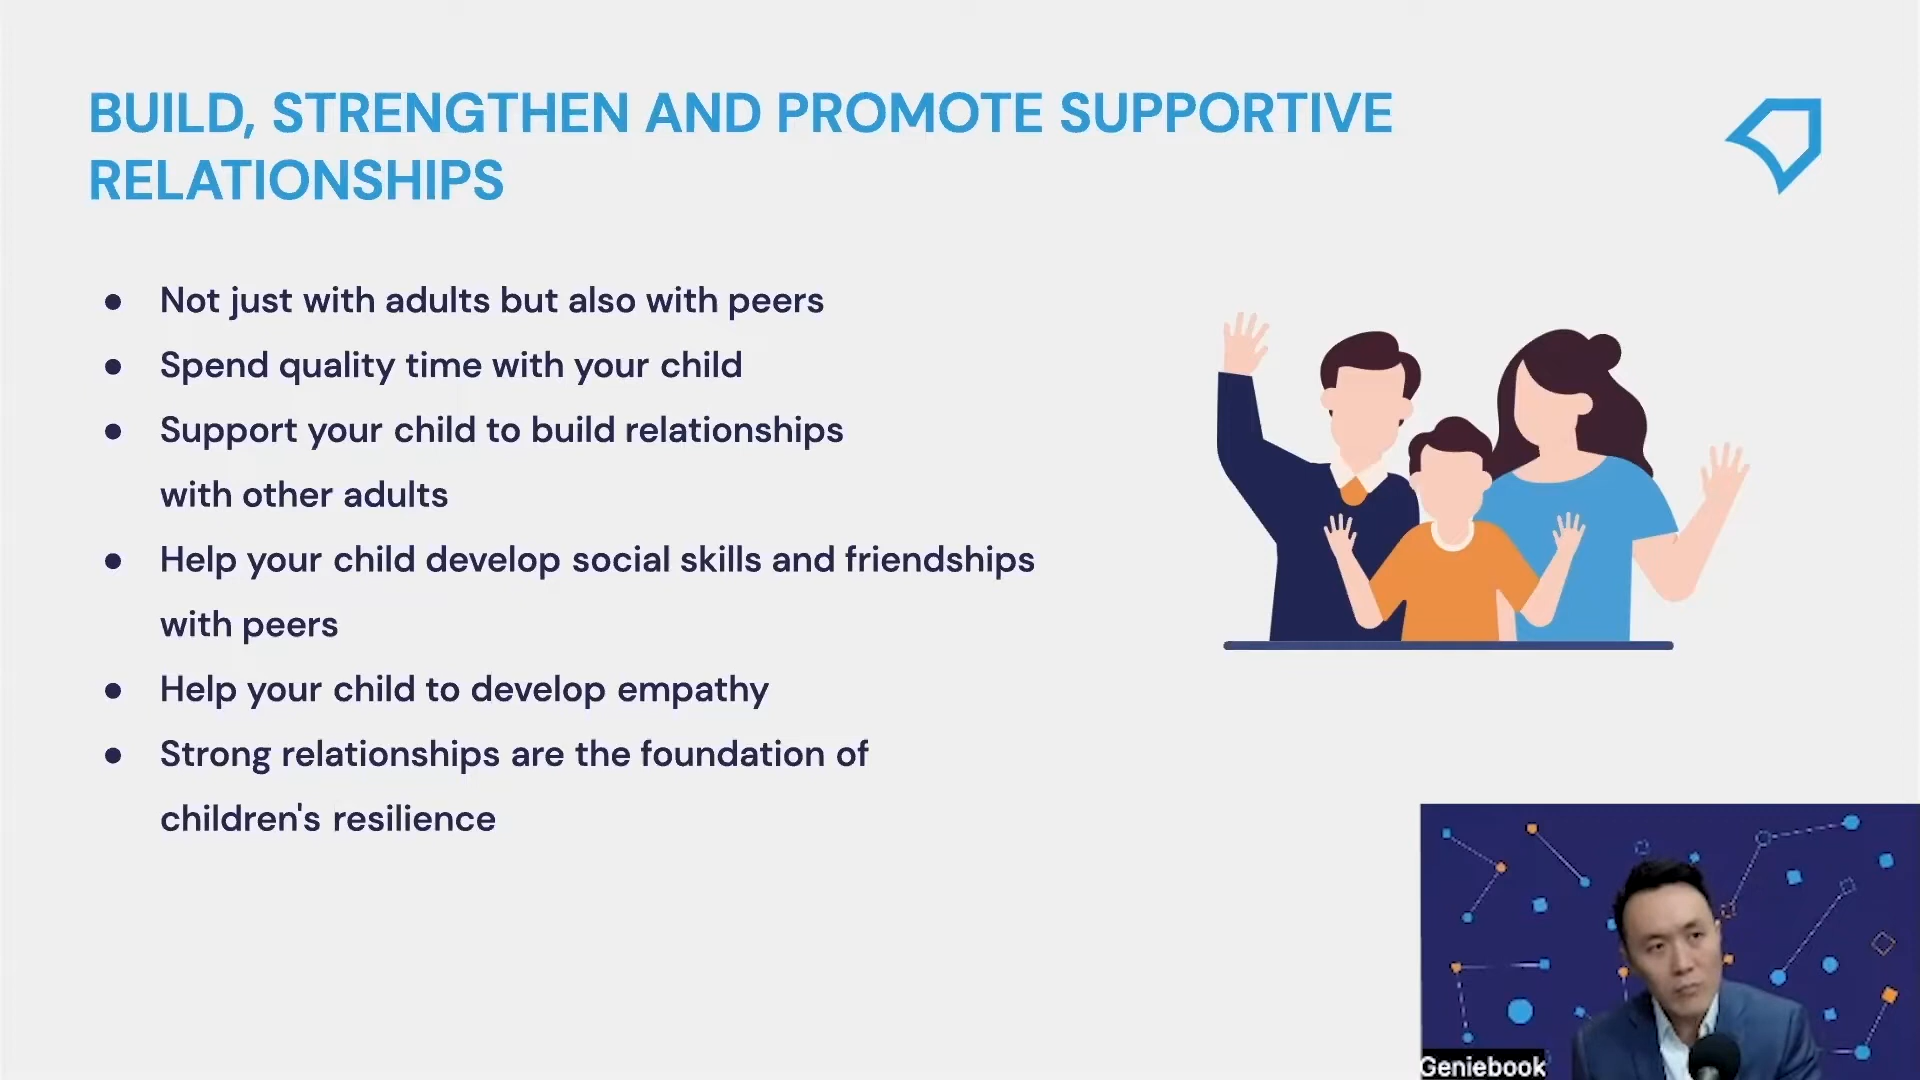 BUILD, STRENGTHEN AND PROMOTE SUPPORTIVE
RELATIONSHIPS
● Not just with adults but also with peers
● Spend quality time with your child
● Support your child to build relationships
with other adults
● Help your child develop social skills and friendships
with peers
● Help your child to develop empathy
● Strong relationships are the foundation of
children's resilience
Geniebook